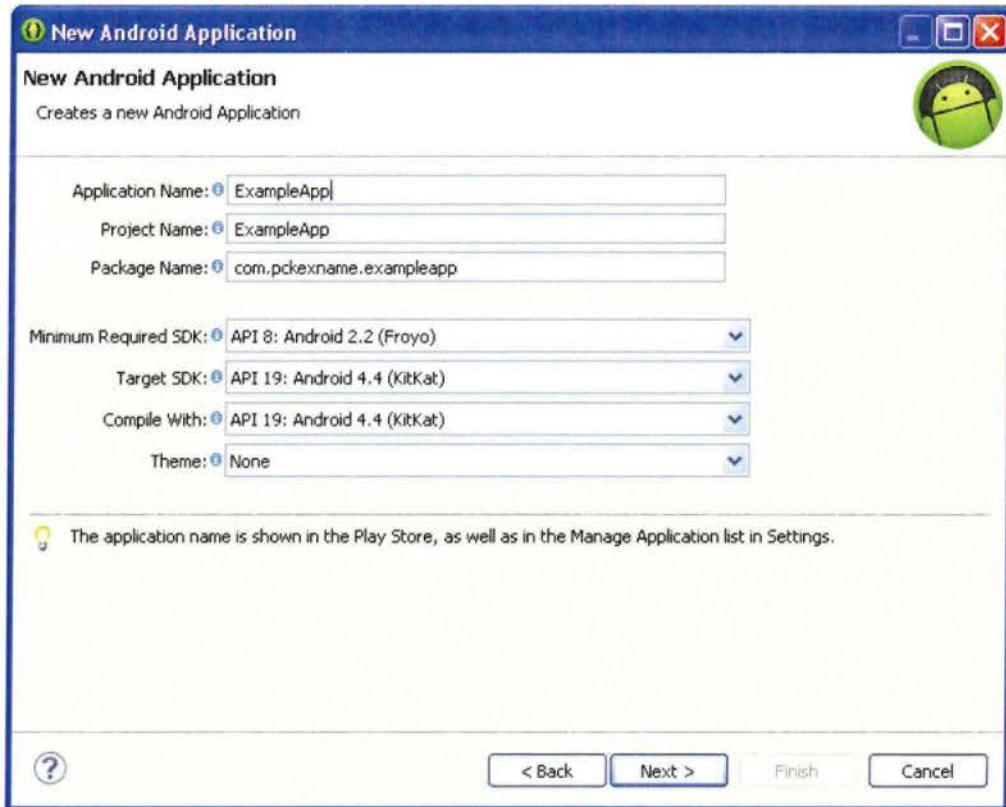 New Android Application
New Android Application
Creates a new Android Application
Application Name: ExampleApp
Project Name: ExampleApp
Package Name: com.pckexname.exampleapp
Minimum Required SDK: API 8: Android 2.2 (Froyo)
Target SDK: API 19: Android 4.4 (KitKat)
Compile With: API 19: Android 4.4 (KitKat)
Theme: None
The application name is shown in the Play Store, as well as in the Manage Application list in Settings.
? < Back Next > Finish Cancel